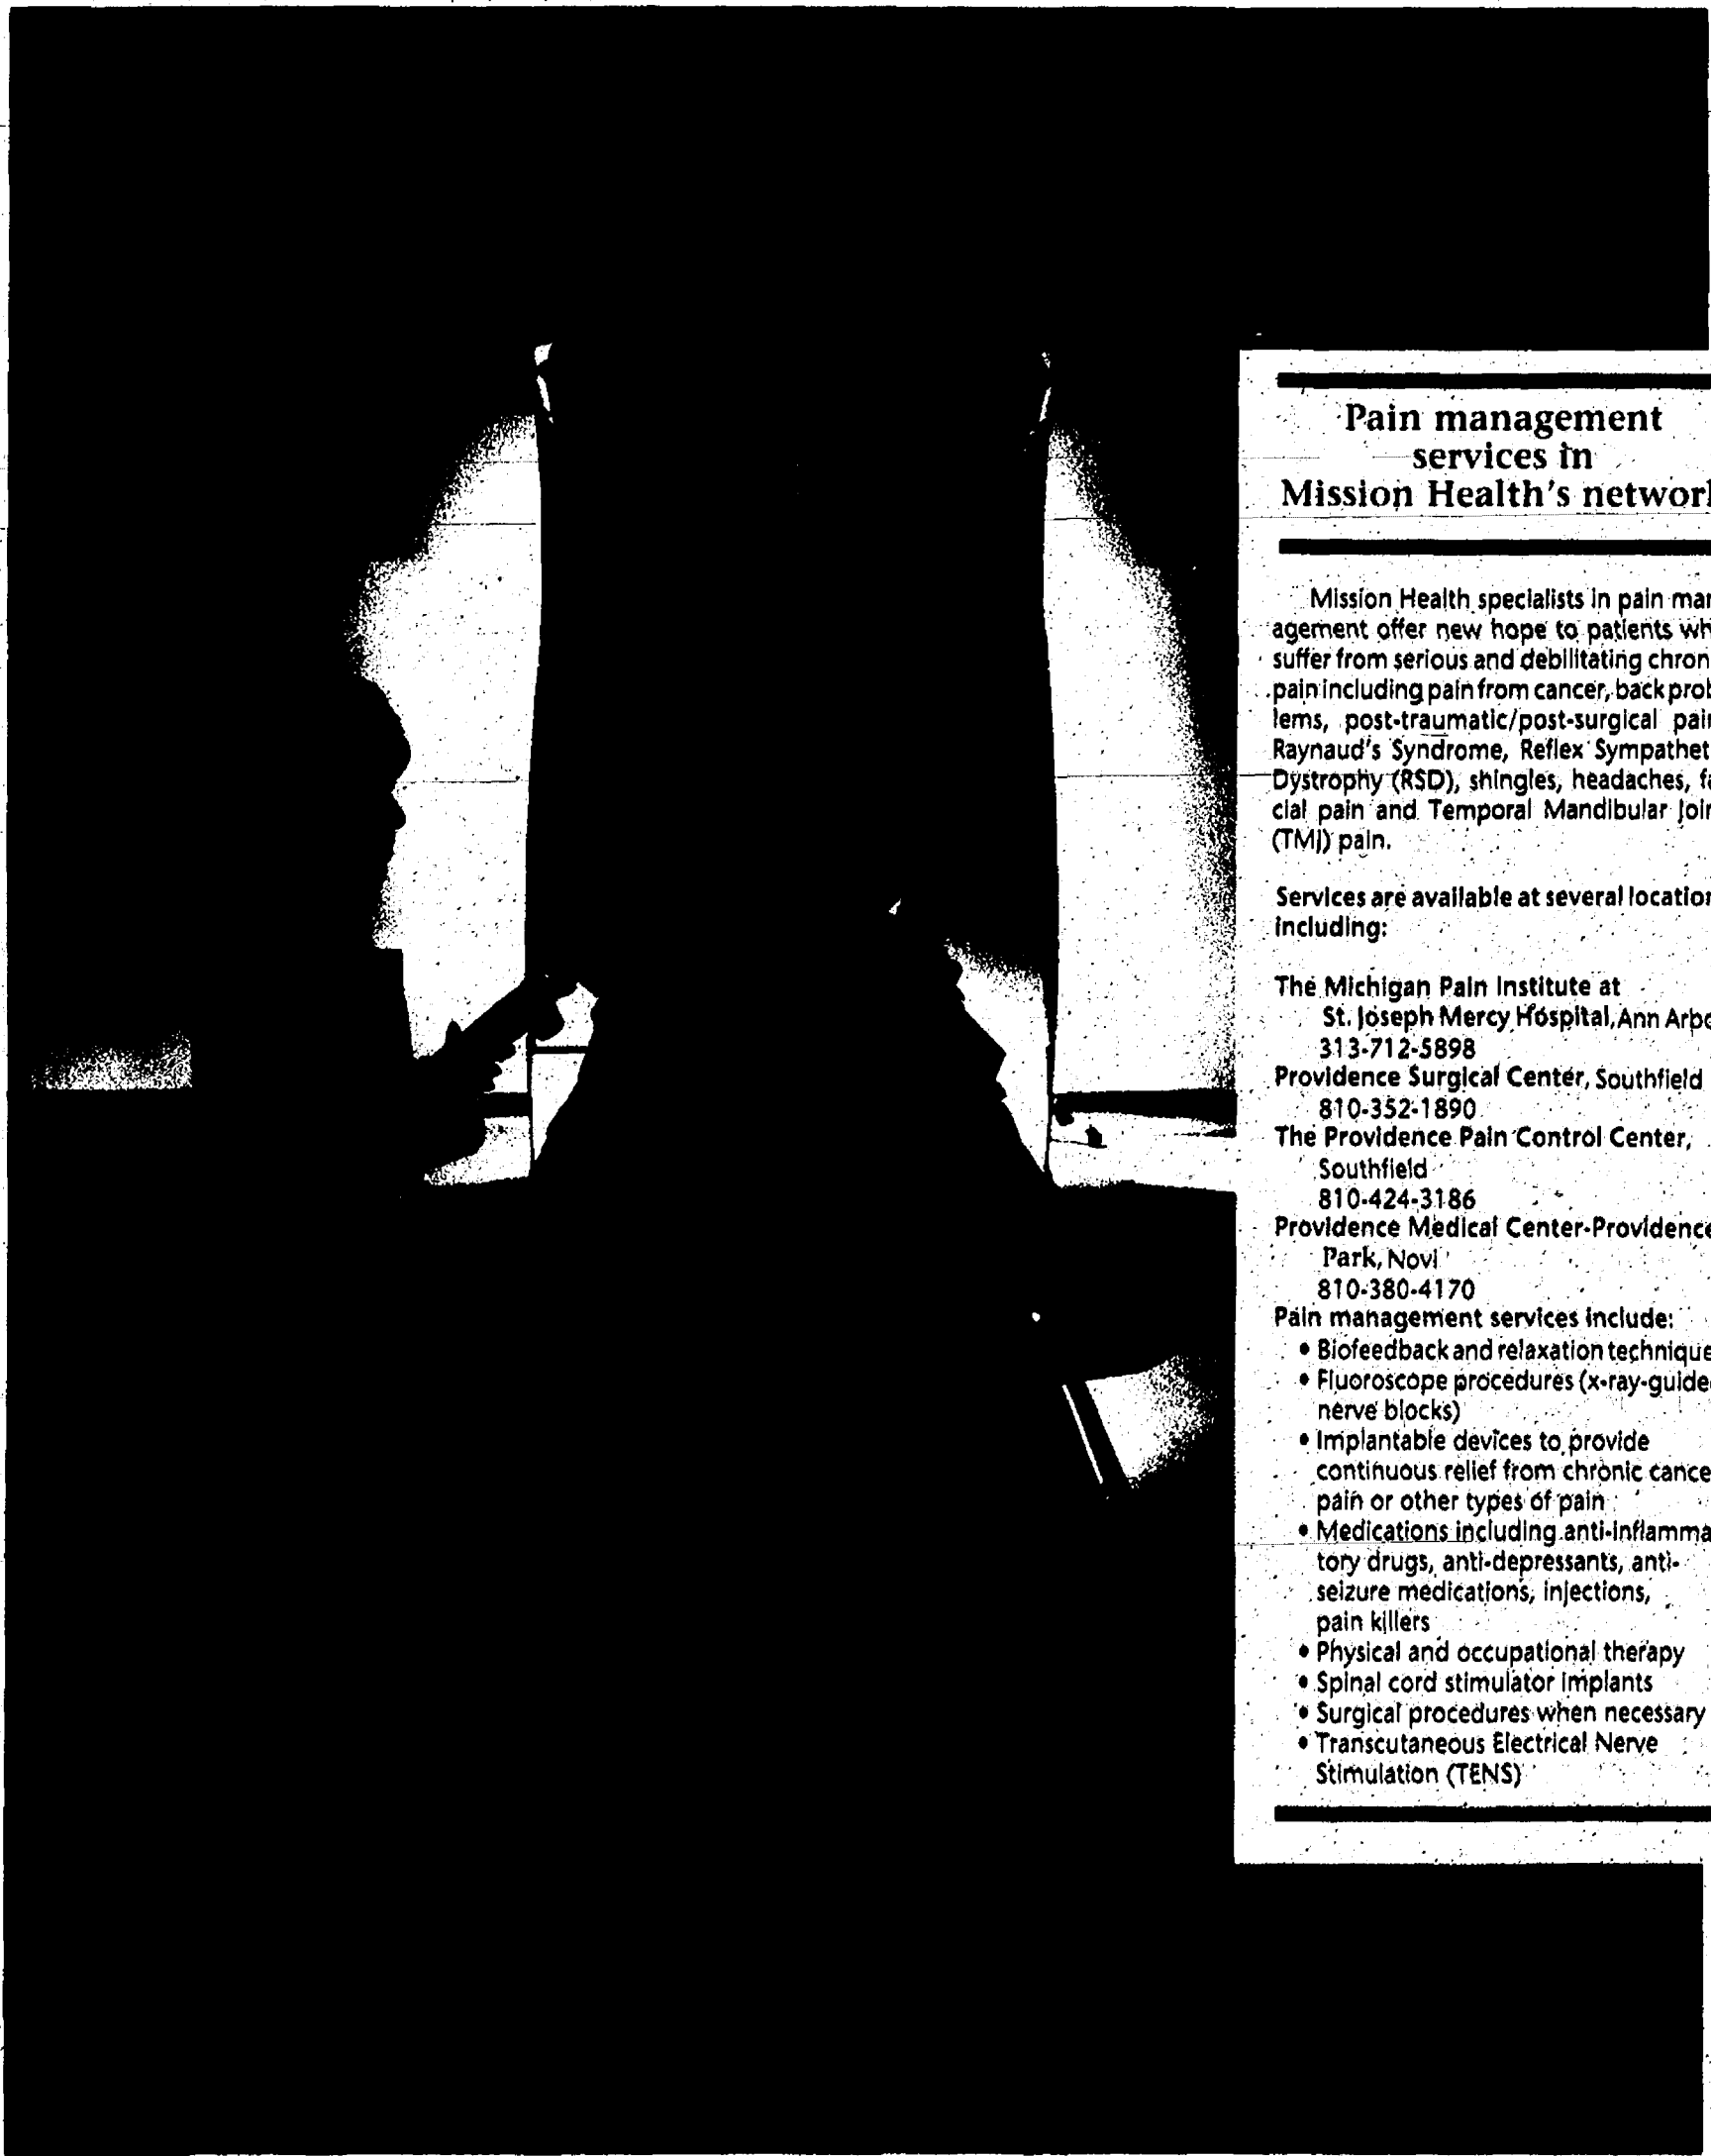 Pain management
services in
Mission Health's networ
Mission Health specialists in pain man
agement offer new hope to patients wh
suffer from serious and debilitating chron
pain including pain from cancer, back prob
lems, post-traumatic/post-surgical pain
Raynaud's Syndrome, Reflex Sympathet
Dystrophy (RSD), shingles, headaches, fa
cial pain and Temporal Mandibular Join
(TMJ) pain.
Services are available at several location
including:
The Michigan Pain Institute at
St. Joseph Mercy Hospital, Ann Arbo
313-712-5898
Providence Surgical Center, Southfield
810-352-1890
The Providence Pain Control Center,
Southfield
810-424-3186
Providence Medical Center-Providence
Park, Novi
810-380-4170
Pain management services include:
• Biofeedback and relaxation technique
• Fluoroscope procedures (x-ray-guide
nerve blocks)
• Implantable devices to provide
continuous relief from chronic cance
pain or other types of pain
• Medications including anti-inflamma
tory drugs, anti-depressants, anti-
seizure medications, injections,
pain killers
• Physical and occupational therapy
• Spinal cord stimulator implants
• Surgical procedures when necessary
• Transcutaneous Electrical Nerve
Stimulation (TENS)